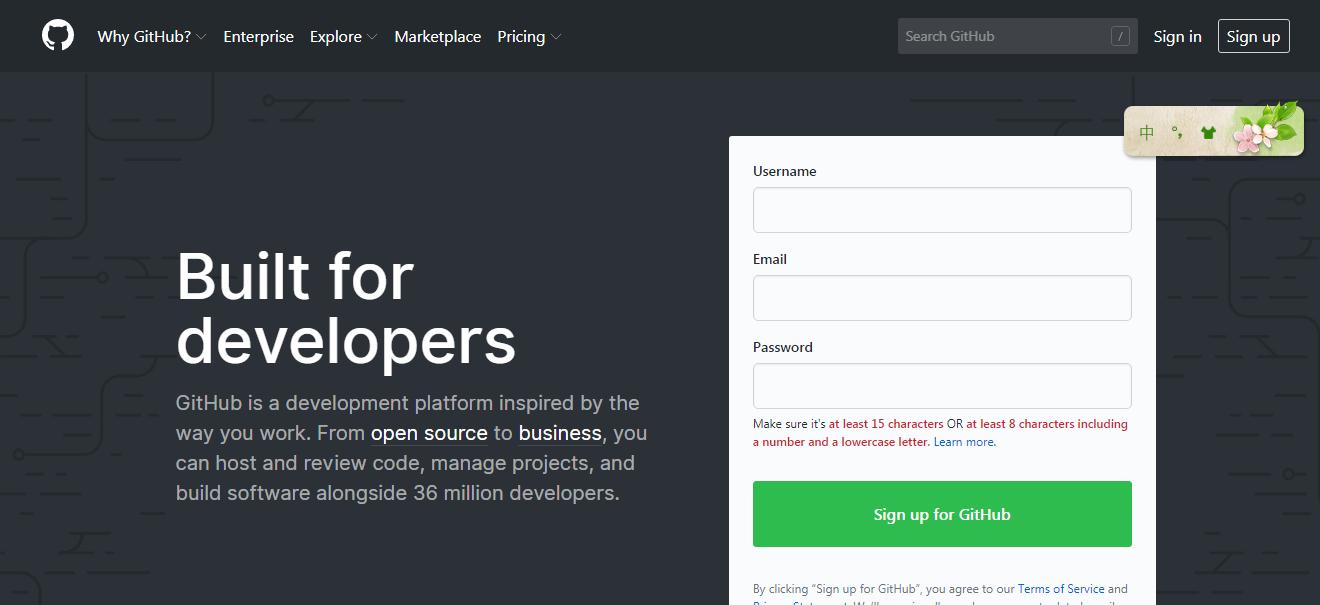 Why GitHub? Enterprise Explore Marketplace Pricing Search GitHub / Sign in Sign up
中 °,
Built for
developers
GitHub is a development platform inspired by the
way you work. From open source to business, you
can host and review code, manage projects, and
build software alongside 36 million developers.
Username
Email
Password
Make sure it's at least 15 characters OR at least 8 characters including
a number and a lowercase letter. Learn more.
Sign up for GitHub
By clicking “Sign up for GitHub”, you agree to our Terms of Service and